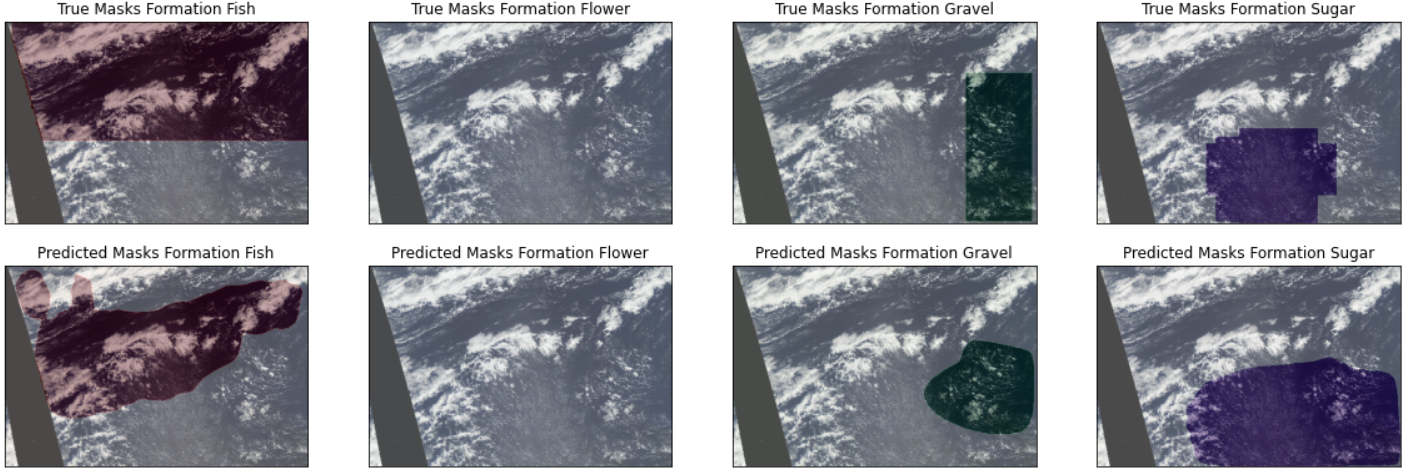 True Masks Formation Fish
True Masks Formation Flower
True Masks Formation Gravel
True Masks Formation Sugar
Predicted Masks Formation Fish
Predicted Masks Formation Flower
Predicted Masks Formation Gravel
Predicted Masks Formation Sugar